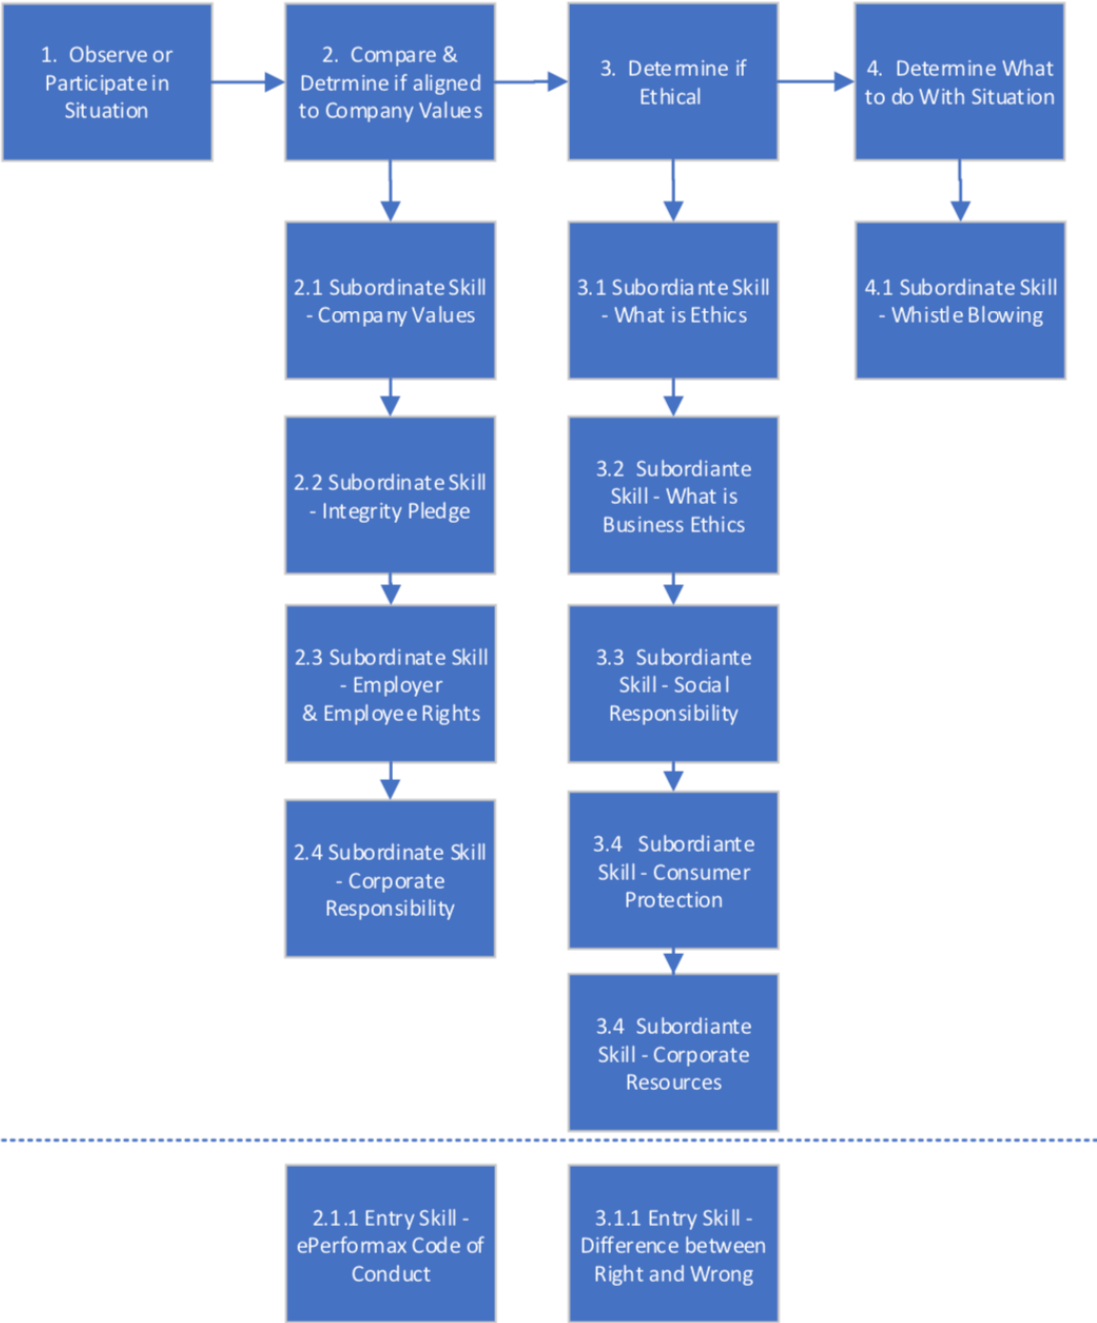 1. Observe or
Participate in
Situation
2. Compare &
Detrmine if aligned
to Company Values
3. Determine if
Ethical
4. Determine What
to do With Situation
2.1 Subordinate Skill
- Company Values
3.1 Subordiante Skill
- What is Ethics
4.1 Subordinate Skill
- Whistle Blowing
2.2 Subordinate Skill
- Integrity Pledge
3.2 Subordiante
Skill - What is
Business Ethics
2.3 Subordinate Skill
- Employer
& Employee Rights
3.3 Subordiante
Skill - Social
Responsibility
2.4 Subordinate Skill
- Corporate
Responsibility
3.4 Subordiante
Skill - Consumer
Protection
3.4 Subordiante
Skill - Corporate
Resources
2.1.1 Entry Skill -
ePerformax Code of
Conduct
3.1.1 Entry Skill -
Difference between
Right and Wrong